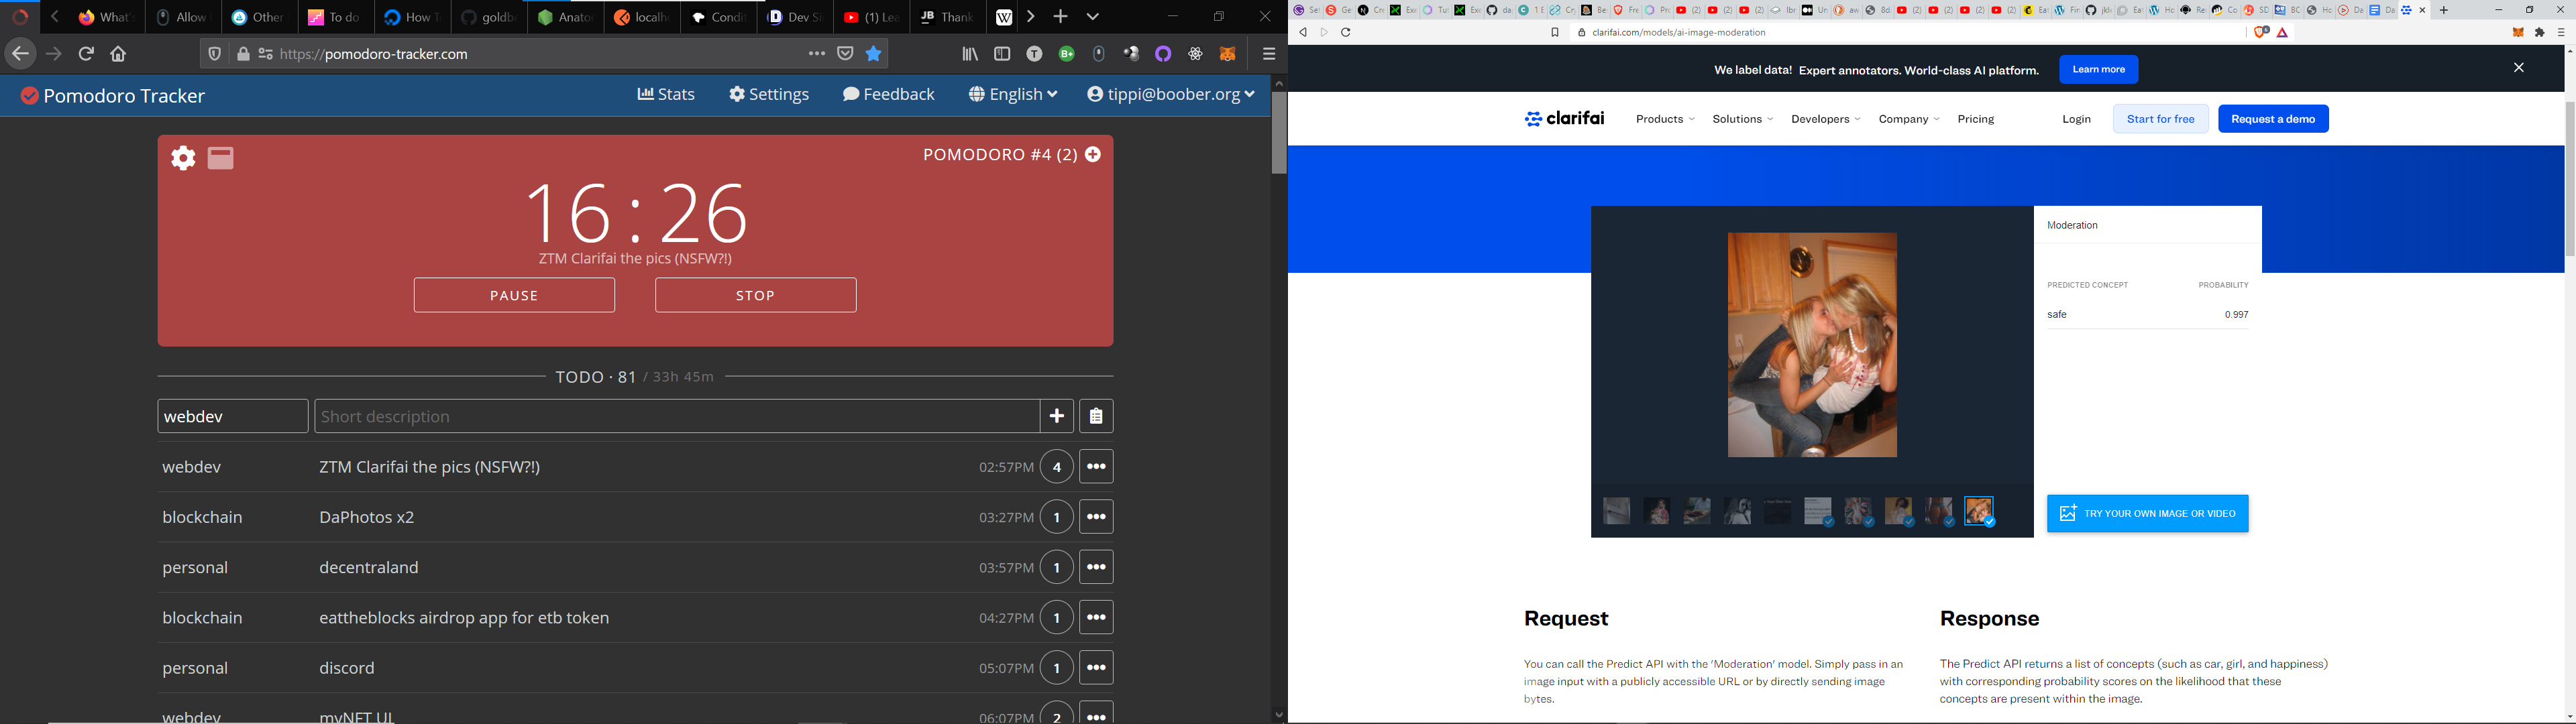 What's
Allow
Other
To do
How T
goldb
Anator
localh
Condit
Dev Si
(1) Lea
Thank
https://pomodoro-tracker.com
Pomodoro Tracker
Stats
Settings
Feedback
English
tippi@boober.org
POMODORO #4 (2)
16 : 26
ZTM Clarifai the pics (NSFW?!)
PAUSE
STOP
TODO · 81 / 33h 45m
webdev
Short description
webdev ZTM Clarifai the pics (NSFW?!) 02:57PM 4
blockchain DaPhotos x2 03:27PM 1
personal decentraland 03:57PM 1
blockchain eattheblocks airdrop app for etb token 04:27PM 1
personal discord 05:07PM 1
webdev myNFT UI 06:07PM 2
clarifai.com/models/ai-image-moderation
We label data! Expert annotators. World-class AI platform.
Learn more
clarifai
Products
Solutions
Developers
Company
Pricing
Login
Start for free
Request a demo
Moderation
PREDICTED CONCEPT PROBABILITY
safe 0.997
TRY YOUR OWN IMAGE OR VIDEO
Request
You can call the Predict API with the 'Moderation' model. Simply pass in an
image input with a publicly accessible URL or by directly sending image
bytes.
Response
The Predict API returns a list of concepts (such as car, girl, and happiness)
with corresponding probability scores on the likelihood that these
concepts are present within the image.